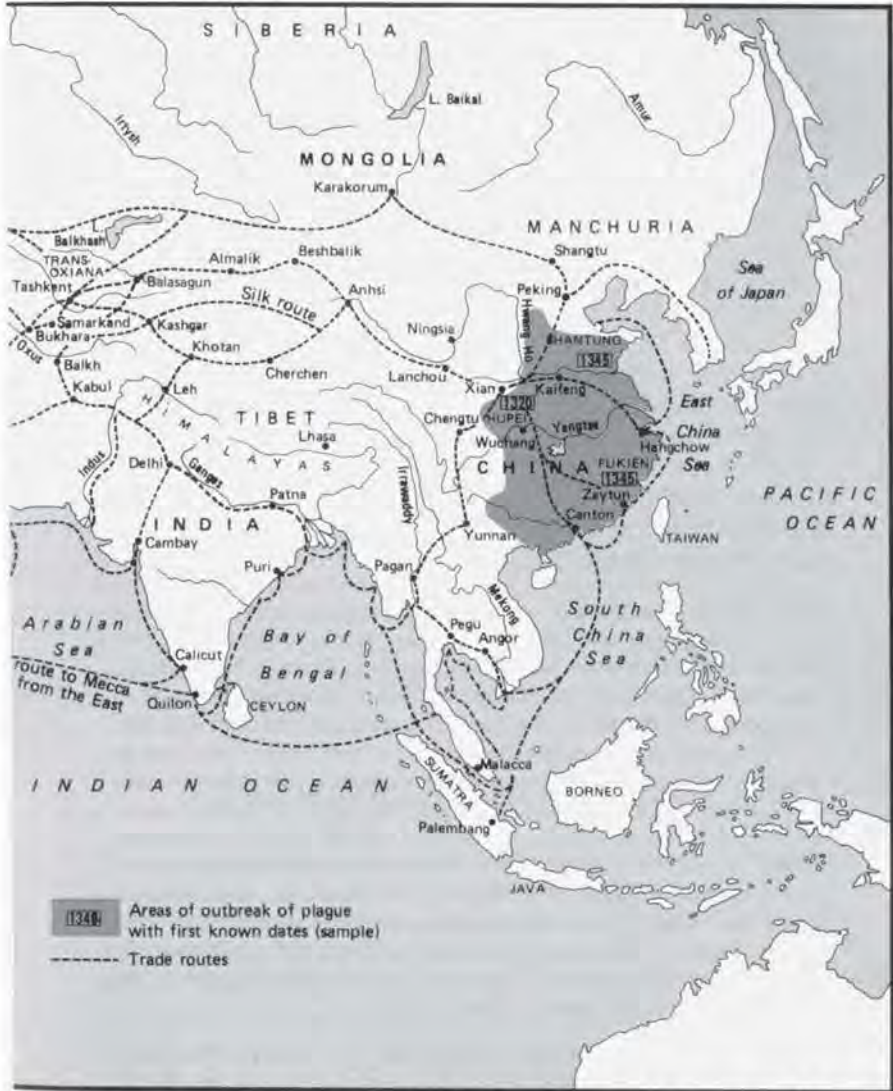 SIBERIA
L. Baikal
Amur
Irtysh
MONGOLIA
Karakorum
MANCHURIA
L.
Balkhash
Shangtu
TRANS-
OXIANA
Almalik
Beshbalik
Sea
of Japan
Tashkent
Balasagun
Anhsi
Peking
Silk route
Hwang Ho
Samarkand
Bukhara
Kashgar
Ningsia
SHANTUNG
1345
Oxus
Khotan
Balkh
Cherchen
Lanchou
Xian
Kaifeng
East
China
Sea
Kabul
Leh
1320
HIMALAYAS
TIBET
Chengtu
HUPEI
Yangtse
Lhasa
Wuchang
Hangchow
Indus
Delhi
Ganges
Irrawaddy
CHINA
FUKIEN
1345
Patna
Zaytun
PACIFIC
OCEAN
INDIA
Canton
Cambay
Yunnan
TAIWAN
Puri
Pagan
Mekong
Arabian
Sea
Bay of
Bengal
Pegu
Angor
South
China
Sea
Calicut
route to Mecca
from the East
Quilon
CEYLON
Malacca
INDIAN OCEAN
SUMATRA
BORNEO
Palembang
JAVA
Areas of outbreak of plague
with first known dates (sample)
Trade routes